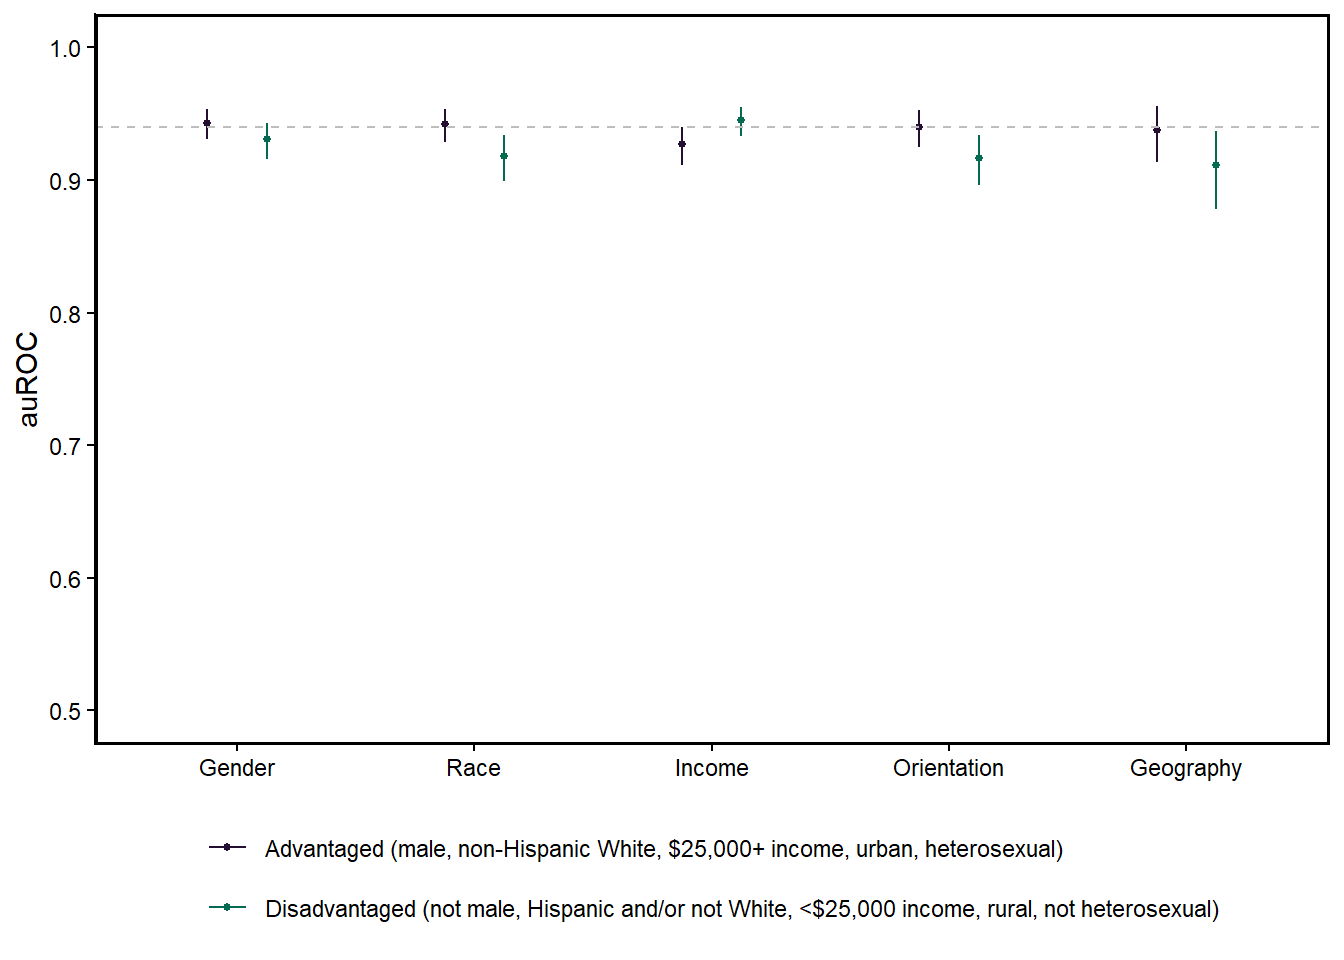 1.0
0.9
0.8
0.7
0.6
0.5
auROC
Gender Race Income Orientation Geography
Advantaged (male, non-Hispanic White, $25,000+ income, urban, heterosexual)
Disadvantaged (not male, Hispanic and/or not White, <$25,000 income, rural, not heterosexual)